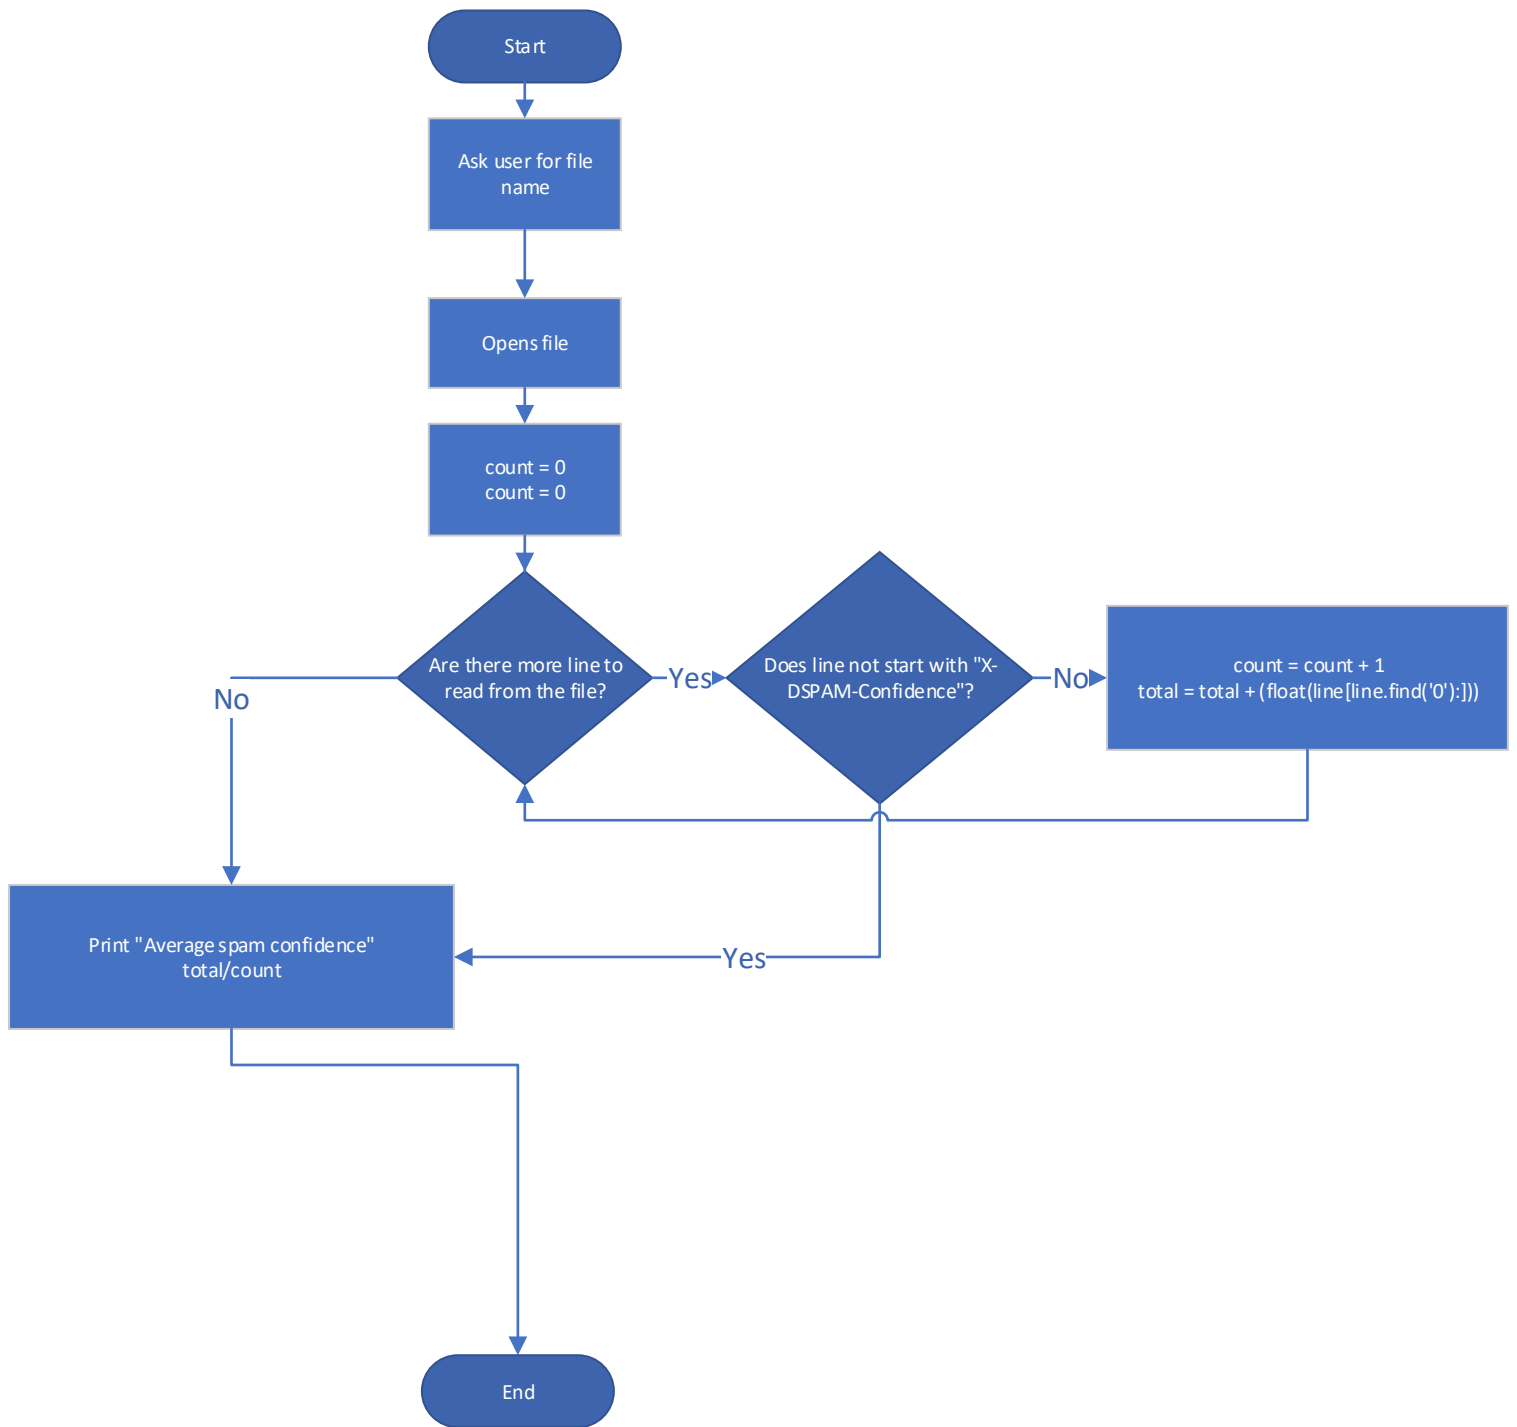 Start
Ask user for file
name
Opens file
count = 0
count = 0
Are there more line to
read from the file?
Yes
Does line not start with "X-
DSPAM-Confidence"?
No
count = count + 1
total = total + (float(line[line.find('0'):]))
No
Print "Average spam confidence"
total/count
Yes
End